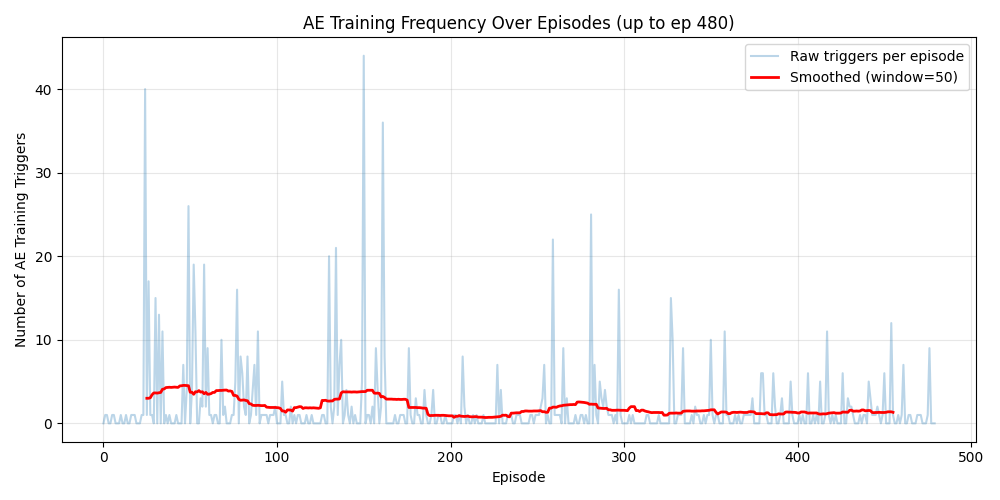 AE Training Frequency Over Episodes (up to ep 480)
Raw triggers per episode
Smoothed (window=50)
Number of AE Training Triggers
40
30
20
10
0
0 100 200 300 400 500
Episode